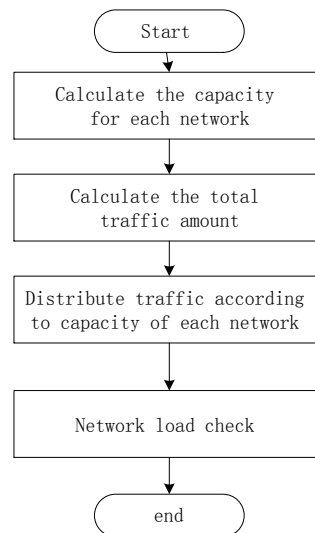 Start
Calculate the capacity
for each network
Calculate the total
traffic amount
Distribute traffic according
to capacity of each network
Network load check
end